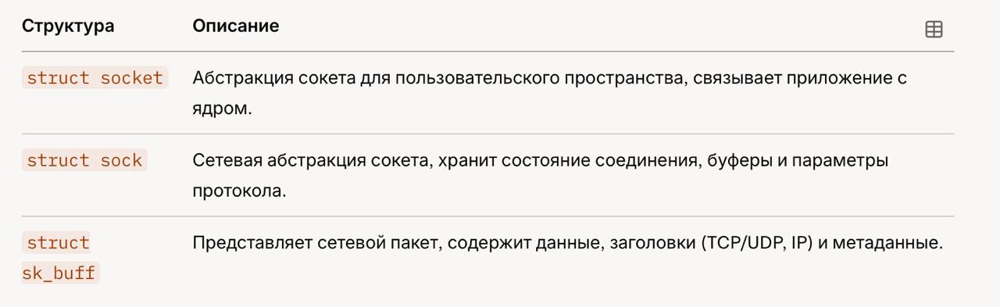 Структура Описание
struct socket Абстракция сокета для пользовательского пространства, связывает приложение с
ядром.
struct sock Сетевая абстракция сокета, хранит состояние соединения, буферы и параметры
протокола.
struct Представляет сетевой пакет, содержит данные, заголовки (TCP/UDP, IP) и метаданные.
sk_buff